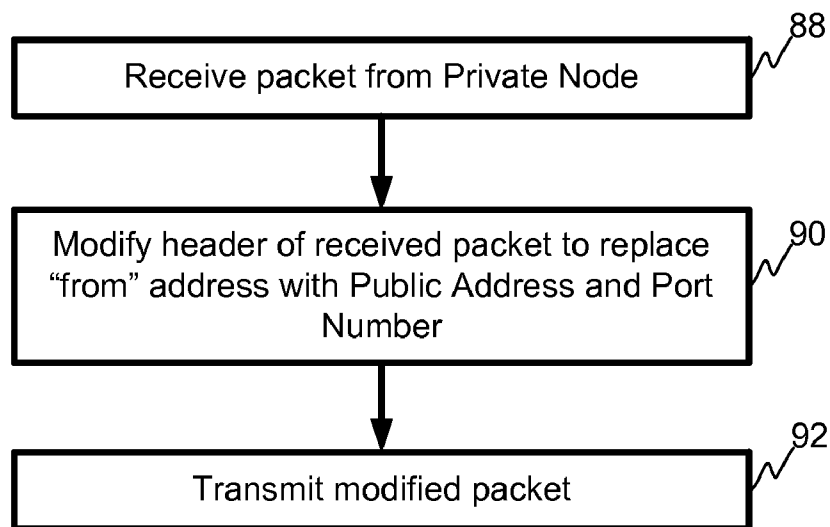 88
Receive packet from Private Node
90
Modify header of received packet to replace
“from” address with Public Address and Port
Number
92
Transmit modified packet